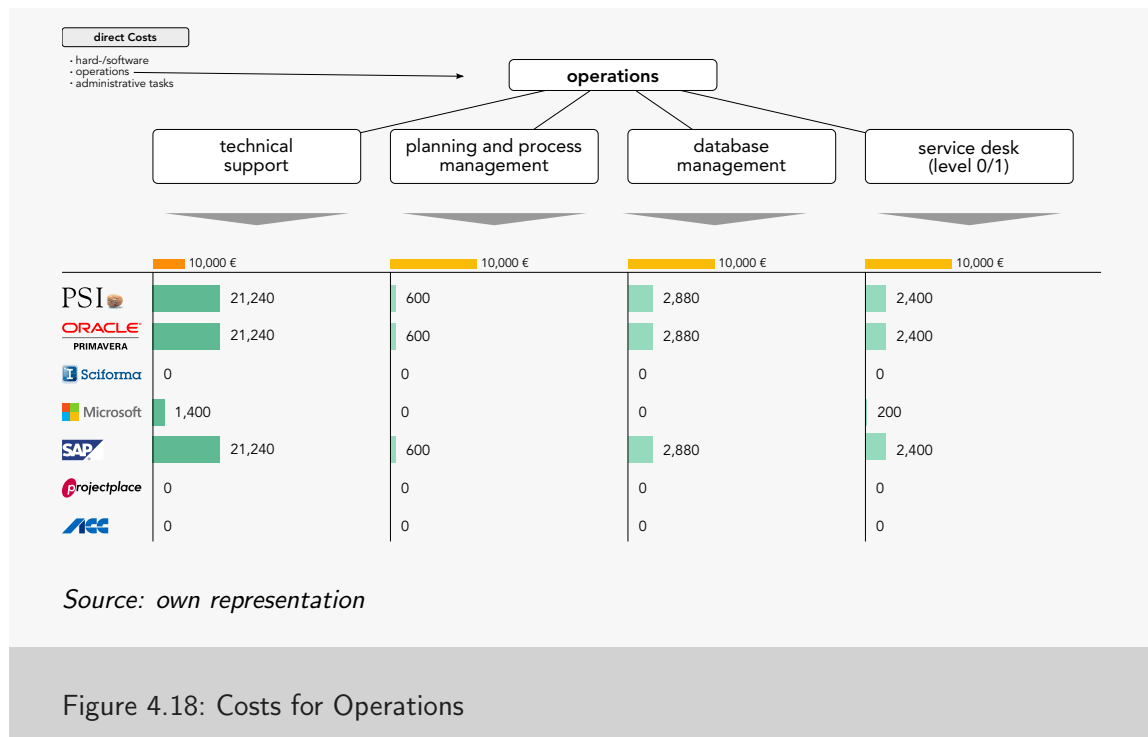 direct Costs
· hard-/software
· operations
· administrative tasks
operations
technical
support
planning and process
management
database
management
service desk
(level 0/1)
10,000 €
10,000 €
10,000 €
10,000 €
PSI
21,240
600
2,880
2,400
ORACLE
PRIMAVERA
21,240
600
2,880
2,400
Sciforma
0
0
0
0
Microsoft
1,400
0
0
200
SAP
21,240
600
2,880
2,400
projectplace
0
0
0
0
ACC
0
0
0
0
Source: own representation
Figure 4.18: Costs for Operations